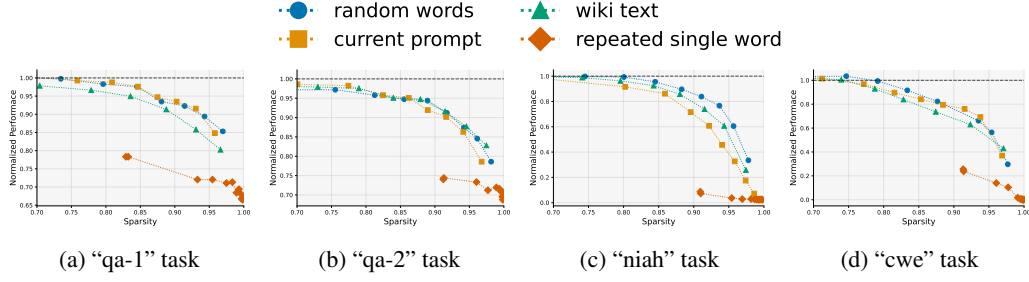 random words
wiki text
current prompt
repeated single word
Normalized Performace
1.00
0.95
0.90
0.85
0.80
0.75
0.70
0.65
0.70 0.75 0.80 0.85 0.90 0.95 1.00
Sparsity
(a) “qa-1” task
Normalized Performance
1.00
0.95
0.90
0.85
0.80
0.75
0.70
0.70 0.75 0.80 0.85 0.90 0.95 1.00
Sparsity
(b) “qa-2” task
Normalized Performance
1.0
0.8
0.6
0.4
0.2
0.0
0.70 0.75 0.80 0.85 0.90 0.95 1.00
Sparsity
(c) “niah” task
Normalized Performance
1.0
0.8
0.6
0.4
0.2
0.0
0.70 0.75 0.80 0.85 0.90 0.95 1.00
Sparsity
(d) “cwe” task